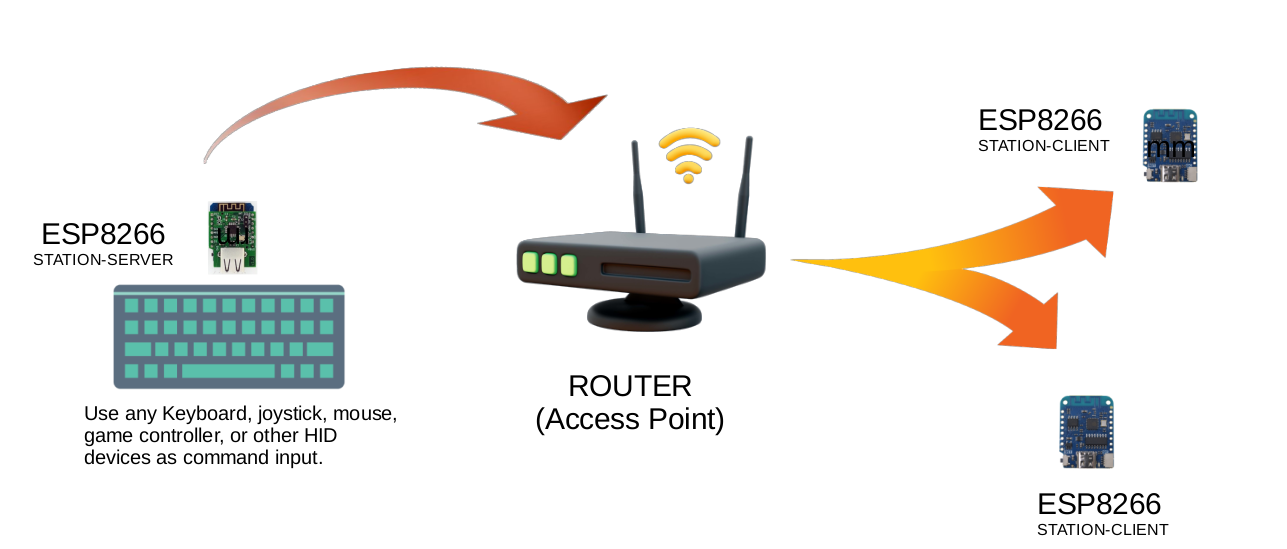 ESP8266
STATION-SERVER
Use any Keyboard, joystick, mouse,
game controller, or other HID
devices as command input.
ROUTER
(Access Point)
ESP8266
STATION-CLIENT
mm
ESP8266
STATION-CLIENT